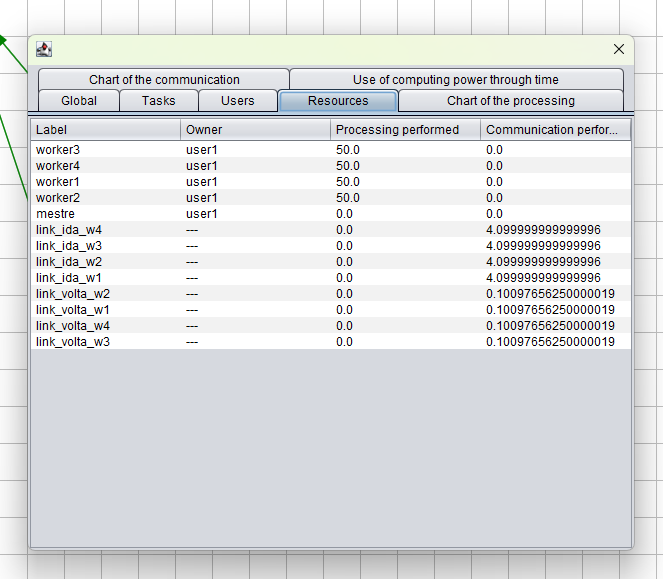 Chart of the communication Use of computing power through time
Global Tasks Users Resources Chart of the processing
Label Owner Processing performed Communication perfor...
worker3 user1 50.0 0.0
worker4 user1 50.0 0.0
worker1 user1 50.0 0.0
worker2 user1 50.0 0.0
mestre user1 0.0 0.0
link_ida_w4 --- 0.0 4.099999999999996
link_ida_w3 --- 0.0 4.099999999999996
link_ida_w2 --- 0.0 4.099999999999996
link_ida_w1 --- 0.0 4.099999999999996
link_volta_w2 --- 0.0 0.10097656250000019
link_volta_w1 --- 0.0 0.10097656250000019
link_volta_w4 --- 0.0 0.10097656250000019
link_volta_w3 --- 0.0 0.10097656250000019